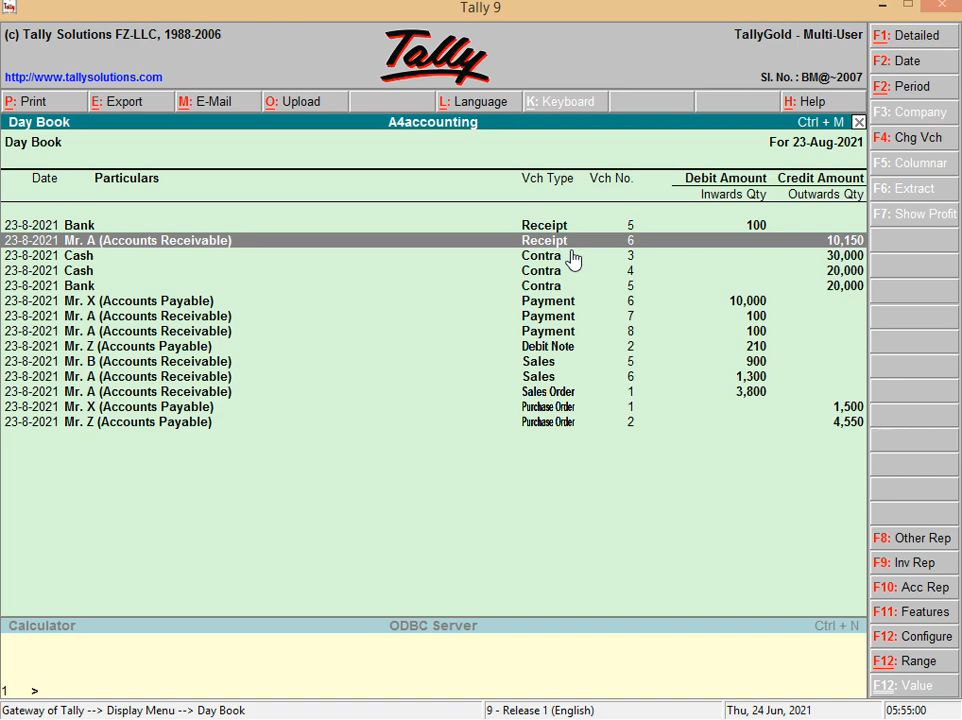 Tally 9
(c) Tally Solutions FZ-LLC, 1988-2006
Tally
TallyGold - Multi-User
http://www.tallysolutions.com
Sl. No. : BM@~2007
P: Print E: Export M: E-Mail O: Upload L: Language K: Keyboard H: Help
Day Book A4accounting Ctrl + M
Day Book For 23-Aug-2021
Date Particulars Vch Type Vch No. Debit Amount Credit Amount
Inwards Qty Outwards Qty
23-8-2021 Bank Receipt 5 100
23-8-2021 Mr. A (Accounts Receivable) Receipt 6 10,150
23-8-2021 Cash Contra 3 30,000
23-8-2021 Cash Contra 4 20,000
23-8-2021 Bank Contra 5 20,000
23-8-2021 Mr. X (Accounts Payable) Payment 6 10,000
23-8-2021 Mr. A (Accounts Receivable) Payment 7 100
23-8-2021 Mr. A (Accounts Receivable) Payment 8 100
23-8-2021 Mr. Z (Accounts Payable) Debit Note 2 210
23-8-2021 Mr. B (Accounts Receivable) Sales 5 900
23-8-2021 Mr. A (Accounts Receivable) Sales 6 1,300
23-8-2021 Mr. A (Accounts Receivable) Sales Order 1 3,800
23-8-2021 Mr. X (Accounts Payable) Purchase Order 1 1,500
23-8-2021 Mr. Z (Accounts Payable) Purchase Order 2 4,550
F1: Detailed
F2: Date
F2: Period
F3: Company
F4: Chg Vch
F5: Columnar
F6: Extract
F7: Show Profit
F8: Other Rep
F9: Inv Rep
F10: Acc Rep
F11: Features
F12: Configure
F12: Range
F12: Value
Calculator ODBC Server Ctrl + N
1 >
Gateway of Tally --> Display Menu --> Day Book 9 - Release 1 (English) Thu, 24 Jun, 2021 05:55:00